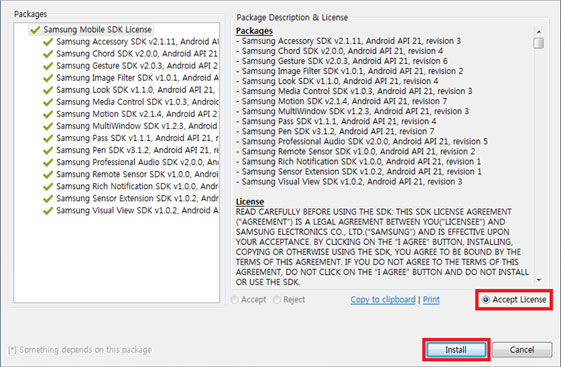 Packages
Samsung Mobile SDK License
Samsung Accessory SDK v2.1.11, Android API
Samsung Chord SDK v2.0.0, Android API 21,
Samsung Gesture SDK v2.0.3, Android API 21,
Samsung Image Filter SDK v1.0.1, Android AP
Samsung Look SDK v1.1.0, Android API 21,
Samsung Media Control SDK v1.0.3, Android
Samsung Motion SDK v2.1.4, Android API 21,
Samsung MultiWindow SDK v1.2.3, Android A
Samsung Pass SDK v1.1.1, Android API 21, r
Samsung Pen SDK v3.1.2, Android API 21, re
Samsung Professional Audio SDK v2.0.0, An
Samsung Remote Sensor SDK v1.0.0, Andro
Samsung Rich Notification SDK v1.0.0, Andr
Samsung Sensor Extension SDK v1.0.2, And
Samsung Visual View SDK v1.0.2, Android A
Package Description & License
Packages
- Samsung Accessory SDK v2.1.11, Android API 21, revision 3
- Samsung Chord SDK v2.0.0, Android API 21, revision 4
- Samsung Gesture SDK v2.0.3, Android API 21, revision 6
- Samsung Image Filter SDK v1.0.1, Android API 21, revision 2
- Samsung Look SDK v1.1.0, Android API 21, revision 4
- Samsung Media Control SDK v1.0.3, Android API 21, revision 3
- Samsung Motion SDK v2.1.4, Android API 21, revision 7
- Samsung MultiWindow SDK v1.2.3, Android API 21, revision 3
- Samsung Pass SDK v1.1.1, Android API 21, revision 4
- Samsung Pen SDK v3.1.2, Android API 21, revision 7
- Samsung Professional Audio SDK v2.0.0, Android API 21, revision 5
- Samsung Remote Sensor SDK v1.0.0, Android API 21, revision 2
- Samsung Rich Notification SDK v1.0.0, Android API 21, revision 1
- Samsung Sensor Extension SDK v1.0.2, Android API 21, revision 1
- Samsung Visual View SDK v1.0.2, Android API 21, revision 3
License
READ CAREFULLY BEFORE USING THE SDK: THIS SDK LICENSE AGREEMENT
("AGREEMENT") IS A LEGAL AGREEMENT BETWEEN YOU("LICENSEE") AND
SAMSUNG ELECTRONICS CO., LTD.("SAMSUNG") AND IS EFFECTIVE UPON
YOUR ACCEPTANCE. BY CLICKING ON THE "I AGREE" BUTTON, INSTALLING,
COPYING OR OTHERWISE USING THE SDK, YOU AGREE TO BE BOUND BY THE
TERMS OF THIS AGREEMENT. IF YOU DO NOT AGREE TO THE TERMS OF THIS
AGREEMENT, DO NOT CLICK ON THE "I AGREE" BUTTON AND DO NOT INSTALL
OR USE THE SDK.
Accept Reject Copy to clipboard | Print Accept License
[*] Something depends on this package
Install Cancel